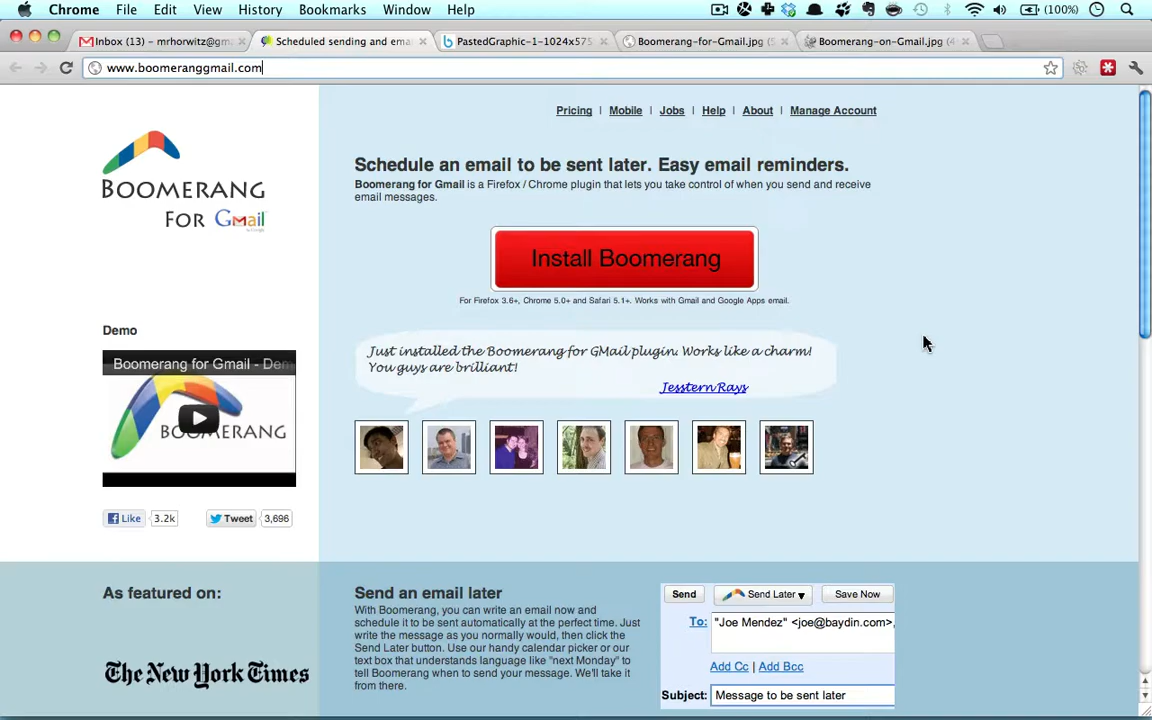 Chrome File Edit View History Bookmarks Window Help (100%)
Inbox (13) – mrhorwitz@gm
Scheduled sending and ema
PastedGraphic-1-1024x575
Boomerang-for-Gmail.jpg (5
Boomerang-on-Gmail.jpg (4
www.boomeranggmail.com
Pricing | Mobile | Jobs | Help | About | Manage Account
BOOMERANG
FOR Gmail
by Google
Schedule an email to be sent later. Easy email reminders.
Boomerang for Gmail is a Firefox / Chrome plugin that lets you take control of when you send and receive
email messages.
Install Boomerang
For Firefox 3.6+, Chrome 5.0+ and Safari 5.1+. Works with Gmail and Google Apps email.
Just installed the Boomerang for GMail plugin. Works like a charm!
You guys are brilliant!
Jesstern Rays
Demo
Boomerang for Gmail - Dem
BOOMERANG
Like 3.2k
Tweet 3,696
As featured on:
The New York Times
Send an email later
With Boomerang, you can write an email now and
schedule it to be sent automatically at the perfect time. Just
write the message as you normally would, then click the
Send Later button. Use our handy calendar picker or our
text box that understands language like "next Monday" to
tell Boomerang when to send your message. We'll take it
from there.
Send Send Later Save Now
To: "Joe Mendez" <joe@baydin.com>,
Add Cc | Add Bcc
Subject: Message to be sent later